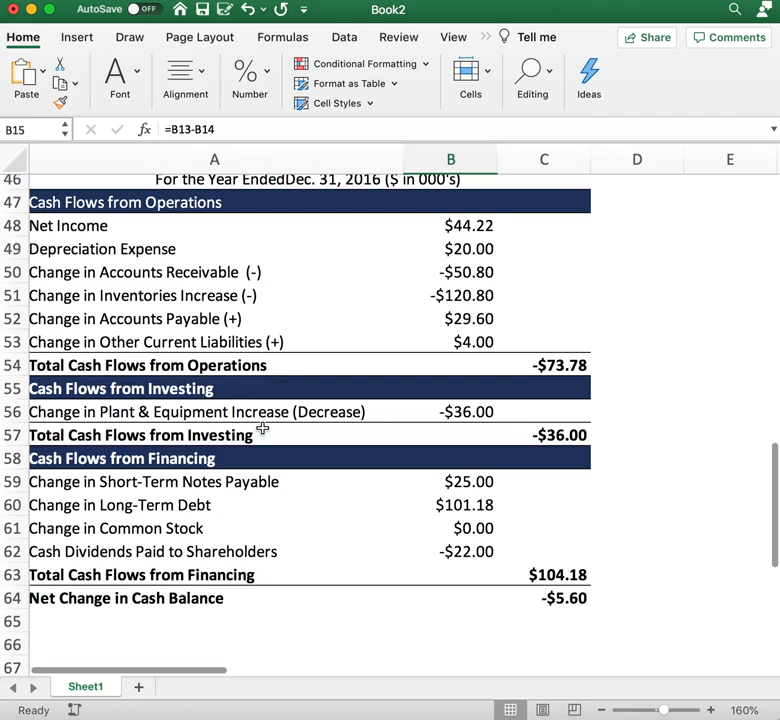 AutoSave OFF Book2
Home Insert Draw Page Layout Formulas Data Review View Tell me Share Comments
Paste Font Alignment Number Conditional Formatting Format as Table Cell Styles Cells Editing Ideas
B15 fx =B13-B14
A B C D E
46 For the Year EndedDec. 31, 2016 ($ in 000's)
47 Cash Flows from Operations
48 Net Income $44.22
49 Depreciation Expense $20.00
50 Change in Accounts Receivable (-) -$50.80
51 Change in Inventories Increase (-) -$120.80
52 Change in Accounts Payable (+) $29.60
53 Change in Other Current Liabilities (+) $4.00
54 Total Cash Flows from Operations -$73.78
55 Cash Flows from Investing
56 Change in Plant & Equipment Increase (Decrease) -$36.00
57 Total Cash Flows from Investing -$36.00
58 Cash Flows from Financing
59 Change in Short-Term Notes Payable $25.00
60 Change in Long-Term Debt $101.18
61 Change in Common Stock $0.00
62 Cash Dividends Paid to Shareholders -$22.00
63 Total Cash Flows from Financing $104.18
64 Net Change in Cash Balance -$5.60
65
66
67
Sheet1
Ready 160%